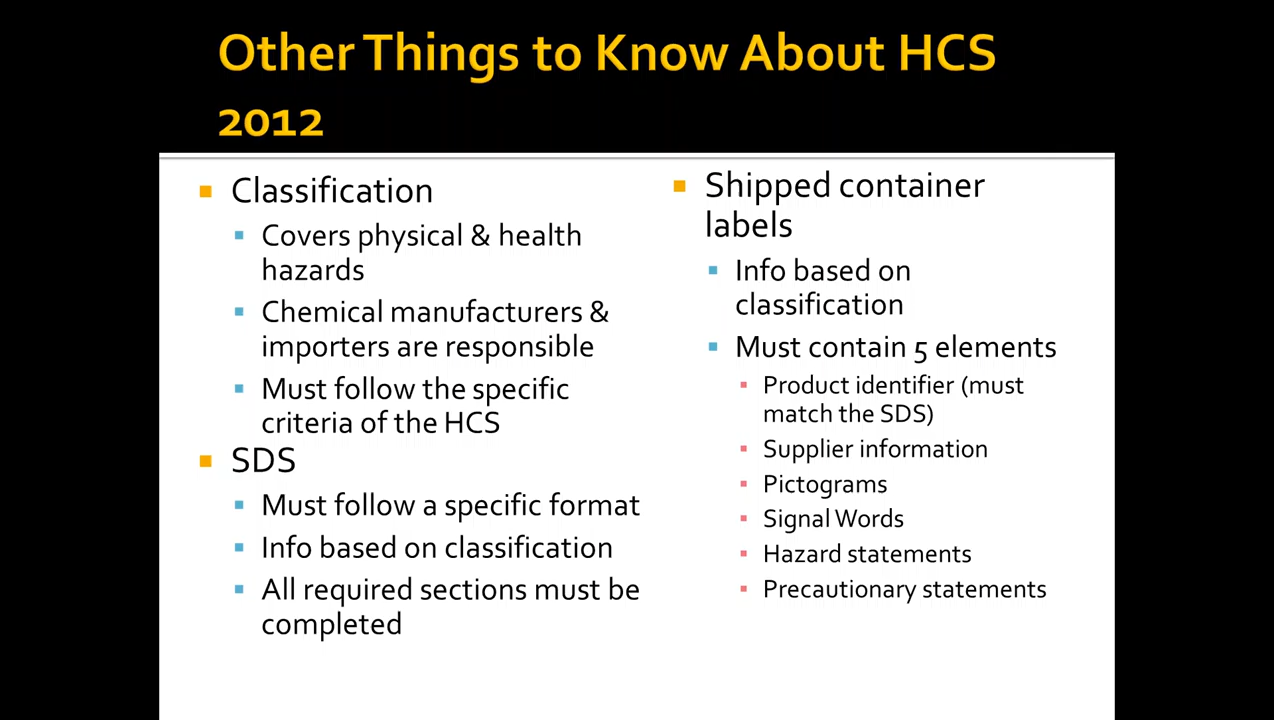 Other Things to Know About HCS
2012
Classification
Covers physical & health
hazards
Chemical manufacturers &
importers are responsible
Must follow the specific
criteria of the HCS
SDS
Must follow a specific format
Info based on classification
All required sections must be
completed
Shipped container
labels
Info based on
classification
Must contain 5 elements
Product identifier (must
match the SDS)
Supplier information
Pictograms
Signal Words
Hazard statements
Precautionary statements